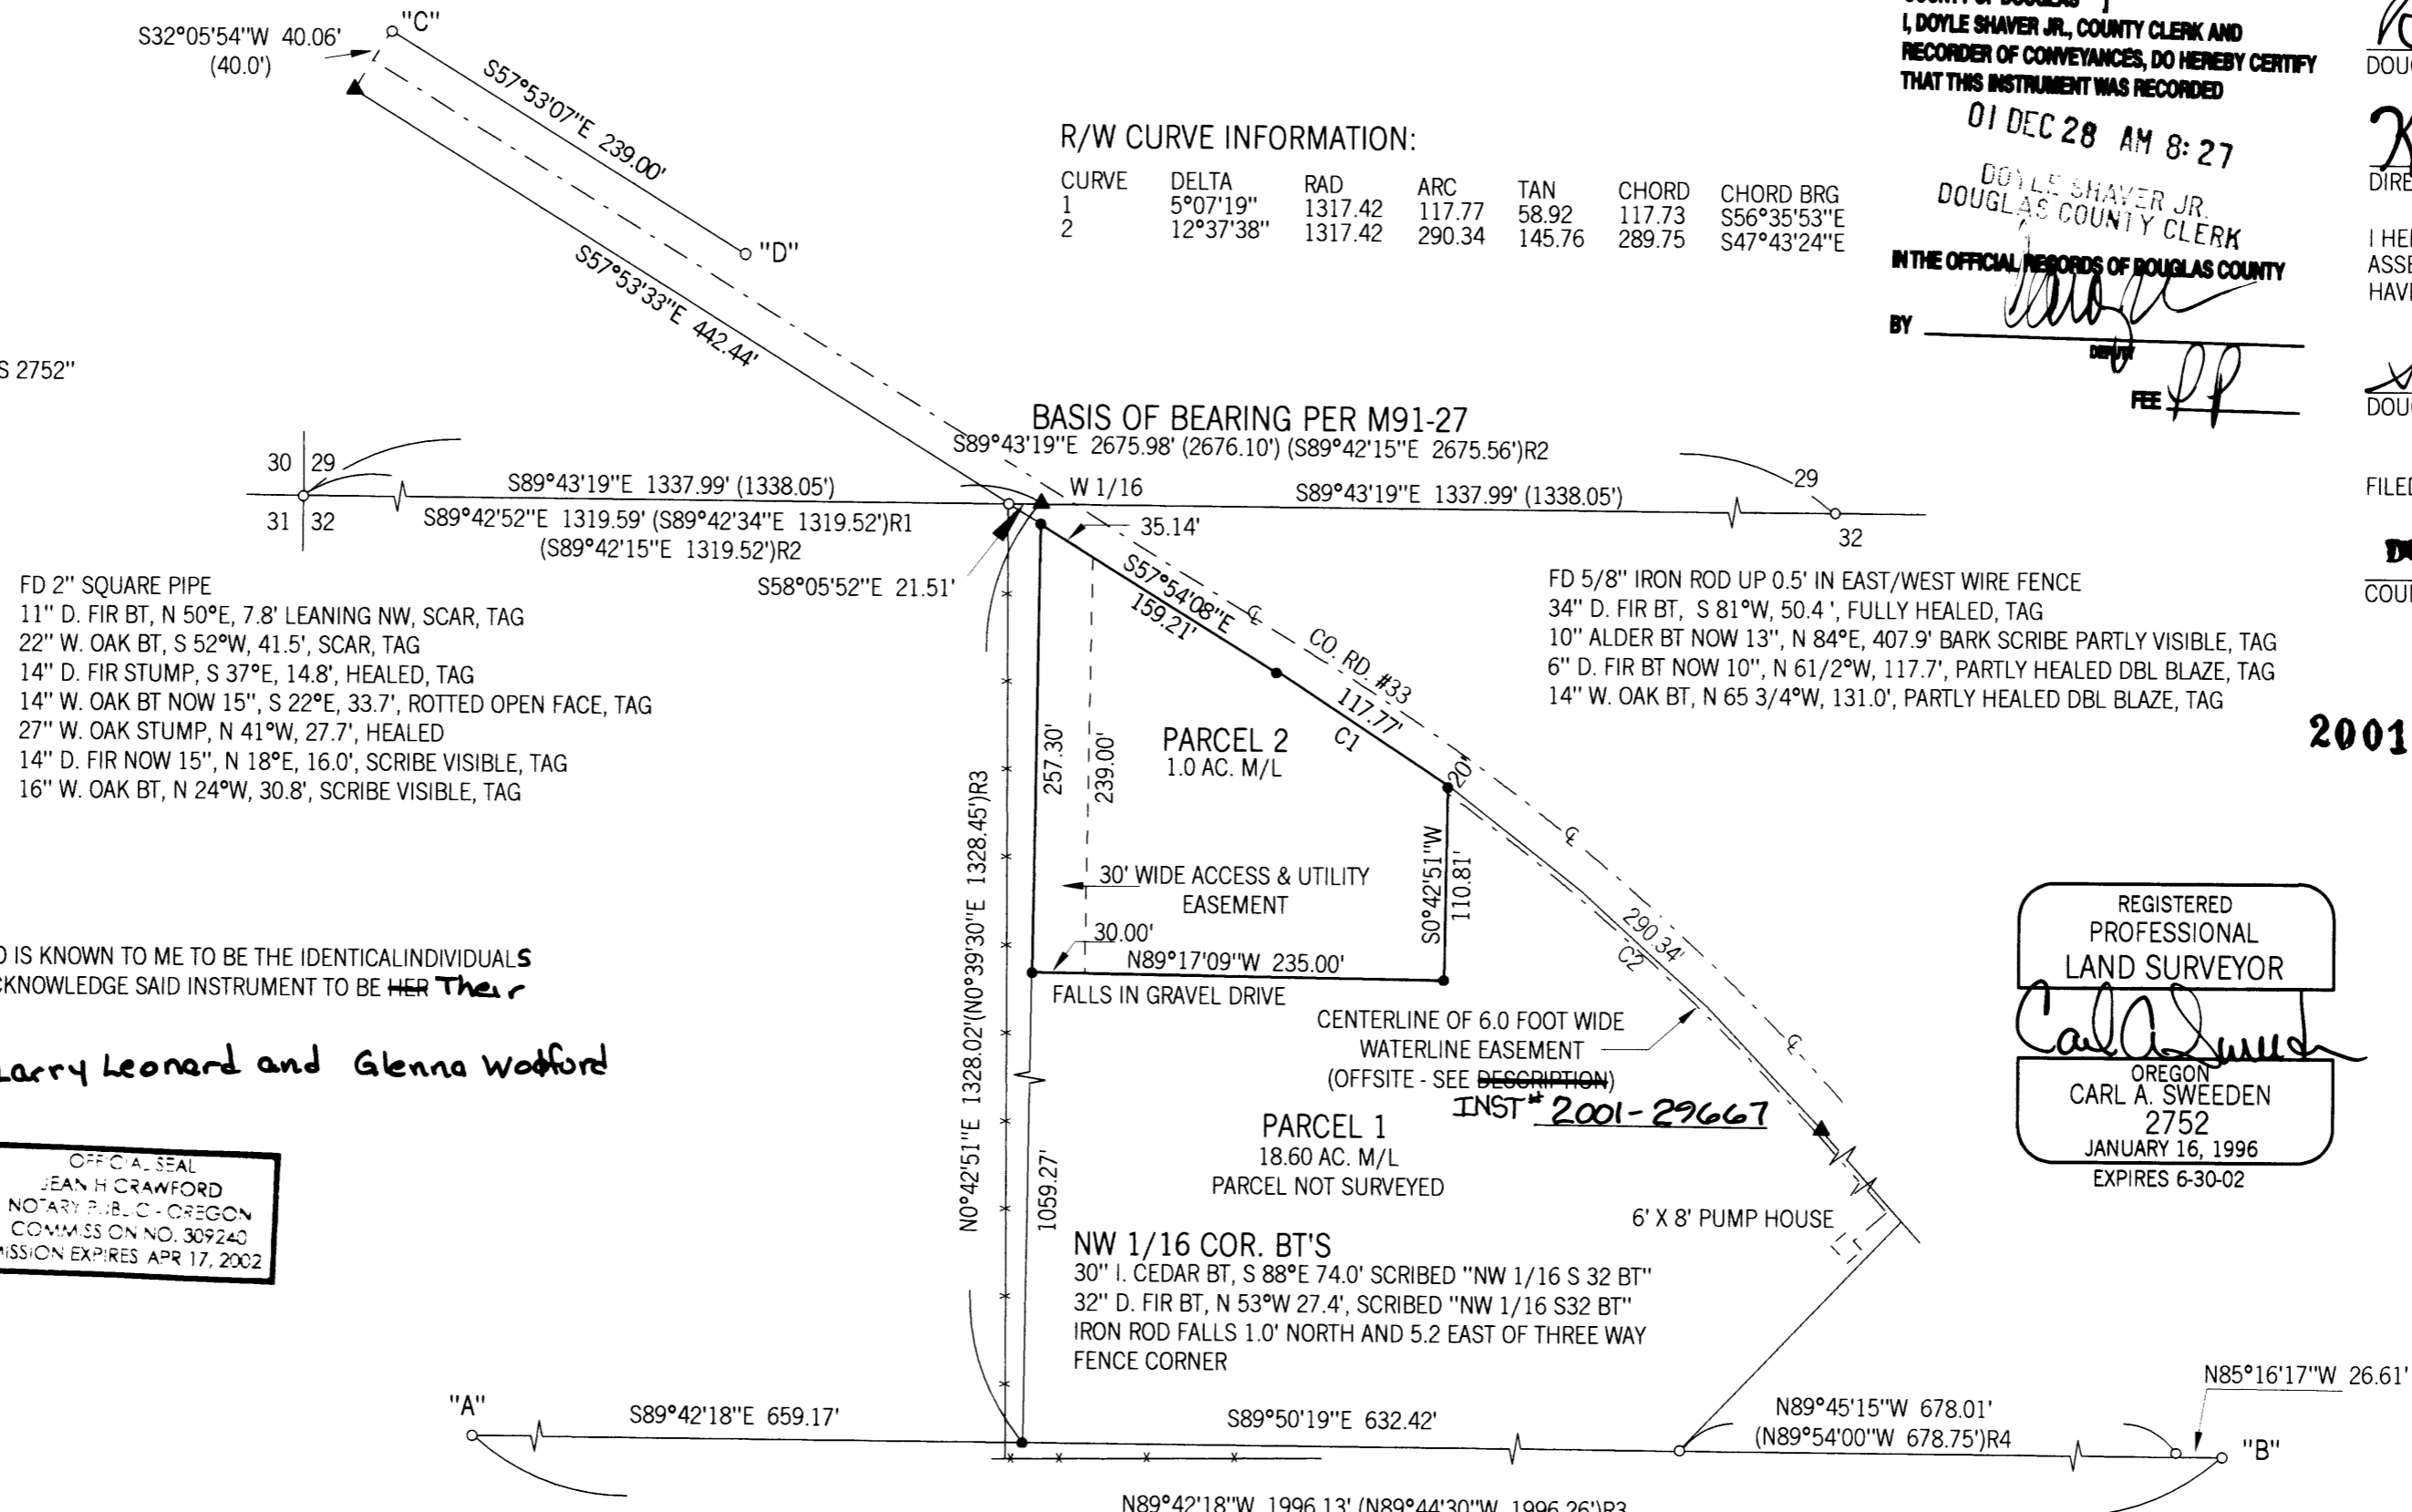 "C"
S32°05'54"W 40.06'
(40.0')
S57°53'07"E 239.00'
"D"
S57°53'33"E 442.44'
S 2752"
R/W CURVE INFORMATION:
CURVE DELTA RAD ARC TAN CHORD CHORD BRG
1 5°07'19" 1317.42 117.77 58.92 117.73 S56°35'53"E
2 12°37'38" 1317.42 290.34 145.76 289.75 S47°43'24"E
COUNTY OF DOUGLAS ]
I, DOYLE SHAVER JR., COUNTY CLERK AND
RECORDER OF CONVEYANCES, DO HEREBY CERTIFY
THAT THIS INSTRUMENT WAS RECORDED
01 DEC 28 AM 8:27
DOYLE SHAVER JR.
DOUGLAS COUNTY CLERK
IN THE OFFICIAL RECORDS OF DOUGLAS COUNTY
BY
DEPUTY
FEE
DOUG
DIRE
I HER
ASSE
HAVE
DOUG
FILED
COUN
BASIS OF BEARING PER M91-27
S89°43'19"E 2675.98' (2676.10') (S89°42'15"E 2675.56')R2
30 29
31 32
S89°43'19"E 1337.99' (1338.05')
W 1/16
S89°43'19"E 1337.99' (1338.05')
29
32
S89°42'52"E 1319.59' (S89°42'34"E 1319.52')R1
(S89°42'15"E 1319.52')R2
35.14'
S58°05'52"E 21.51'
FD 2" SQUARE PIPE
11" D. FIR BT, N 50°E, 7.8' LEANING NW, SCAR, TAG
22" W. OAK BT, S 52°W, 41.5', SCAR, TAG
14" D. FIR STUMP, S 37°E, 14.8', HEALED, TAG
14" W. OAK BT NOW 15", S 22°E, 33.7', ROTTED OPEN FACE, TAG
27" W. OAK STUMP, N 41°W, 27.7', HEALED
14" D. FIR NOW 15", N 18°E, 16.0', SCRIBE VISIBLE, TAG
16" W. OAK BT, N 24°W, 30.8', SCRIBE VISIBLE, TAG
FD 5/8" IRON ROD UP 0.5' IN EAST/WEST WIRE FENCE
34" D. FIR BT, S 81°W, 50.4 ', FULLY HEALED, TAG
10" ALDER BT NOW 13", N 84°E, 407.9' BARK SCRIBE PARTLY VISIBLE, TAG
6" D. FIR BT NOW 10", N 61/2°W, 117.7', PARTLY HEALED DBL BLAZE, TAG
14" W. OAK BT, N 65 3/4°W, 131.0', PARTLY HEALED DBL BLAZE, TAG
2001
S57°54'08"E
159.21'
CO. RD. #33
117.77'
C1
20'
PARCEL 2
1.0 AC. M/L
257.30'
239.00'
N0°42'51"E 1328.02'(N0°39'30"E 1328.45')R3
30' WIDE ACCESS & UTILITY
EASEMENT
30.00'
S0°42'51"W
110.81'
N89°17'09"W 235.00'
FALLS IN GRAVEL DRIVE
290.34'
C2
CENTERLINE OF 6.0 FOOT WIDE
WATERLINE EASEMENT
(OFFSITE - SEE DESCRIPTION)
INST# 2001-29667
PARCEL 1
18.60 AC. M/L
PARCEL NOT SURVEYED
1059.27'
6' X 8' PUMP HOUSE
O IS KNOWN TO ME TO BE THE IDENTICALINDIVIDUALS
CKNOWLEDGE SAID INSTRUMENT TO BE HER Their
Larry Leonard and Glenna Wodford
OFFICIAL SEAL
JEAN H CRAWFORD
NOTARY PUBLIC - OREGON
COMMISSION NO. 309240
MISSION EXPIRES APR 17, 2002
REGISTERED
PROFESSIONAL
LAND SURVEYOR
OREGON
CARL A. SWEEDEN
2752
JANUARY 16, 1996
EXPIRES 6-30-02
NW 1/16 COR. BT'S
30" I. CEDAR BT, S 88°E 74.0' SCRIBED "NW 1/16 S 32 BT"
32" D. FIR BT, N 53°W 27.4', SCRIBED "NW 1/16 S32 BT"
IRON ROD FALLS 1.0' NORTH AND 5.2 EAST OF THREE WAY
FENCE CORNER
"A"
S89°42'18"E 659.17'
S89°50'19"E 632.42'
N89°45'15"W 678.01'
(N89°54'00"W 678.75')R4
N85°16'17"W 26.61'
"B"
N89°42'18"W 1996.13' (N89°44'30"W 1996.26')R3